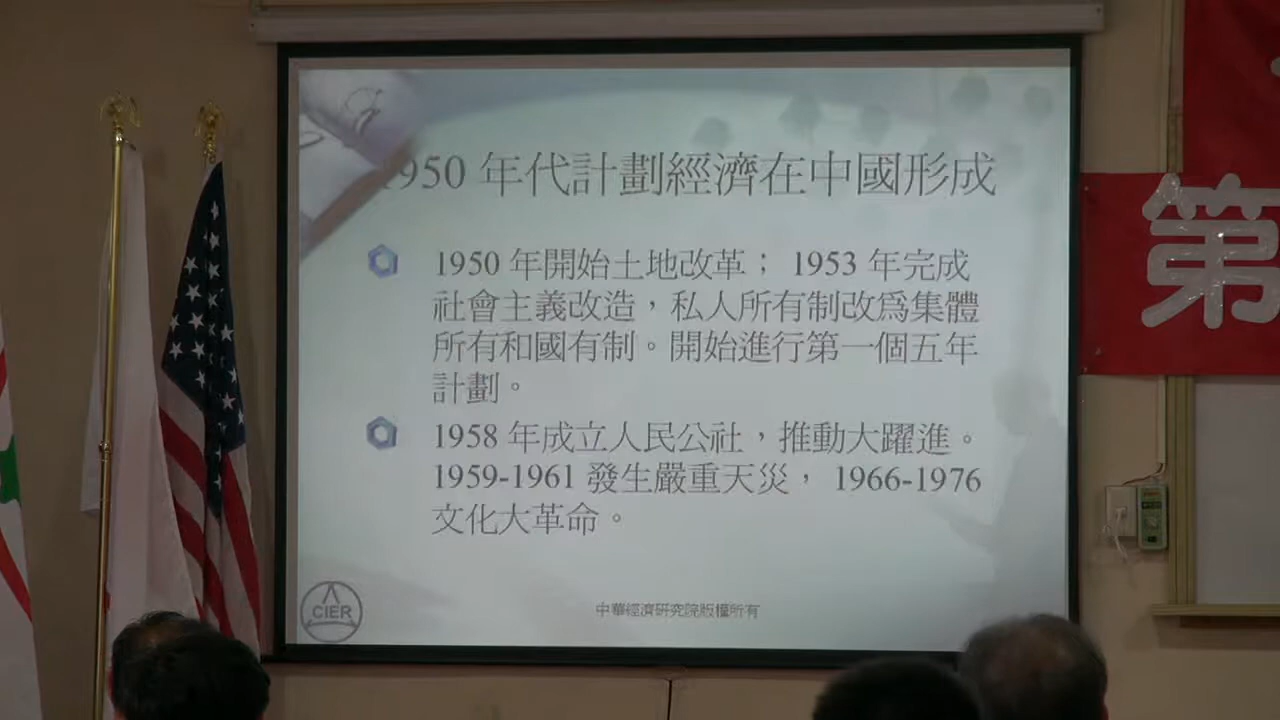 1950 年代計劃經濟在中國形成
1950 年開始土地改革； 1953 年完成
社會主義改造，私人所有制改為集體
所有和國有制。開始進行第一個五年
計劃。
1958 年成立人民公社，推動大躍進。
1959-1961 發生嚴重天災， 1966-1976
文化大革命。
CIER
中華經濟研究院版權所有
第